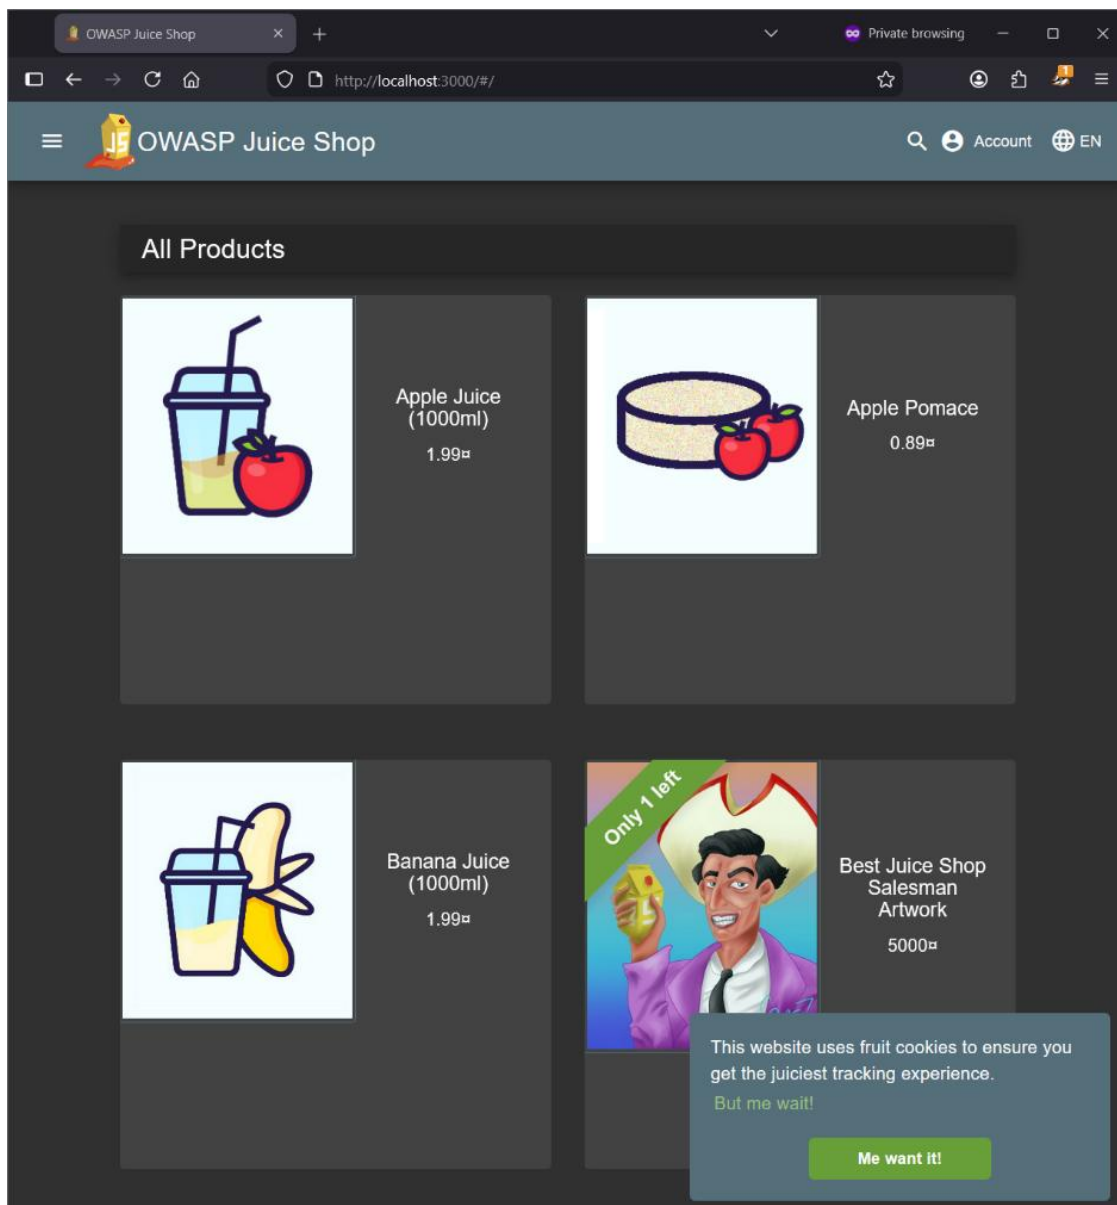 OWASP Juice Shop
Private browsing
http://localhost:3000/#/
1
JS
OWASP Juice Shop
Account
EN
All Products
Apple Juice
(1000ml)
1.99¤
Apple Pomace
0.89¤
Banana Juice
(1000ml)
1.99¤
Only 1 left
Best Juice Shop
Salesman
Artwork
5000¤
This website uses fruit cookies to ensure you
get the juiciest tracking experience.
But me wait!
Me want it!